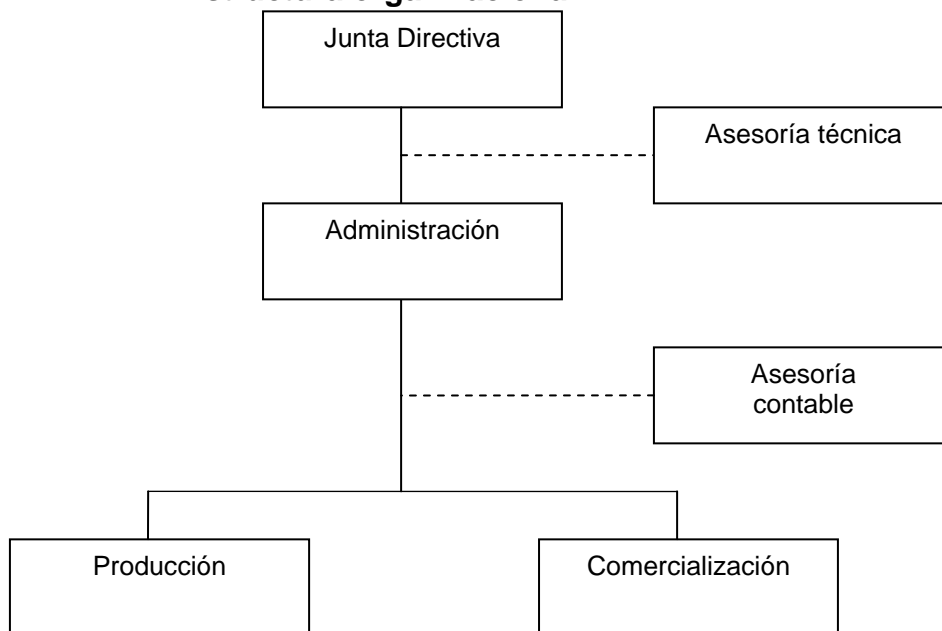 Junta Directiva
Asesoría técnica
Administración
Asesoría
contable
Producción
Comercialización